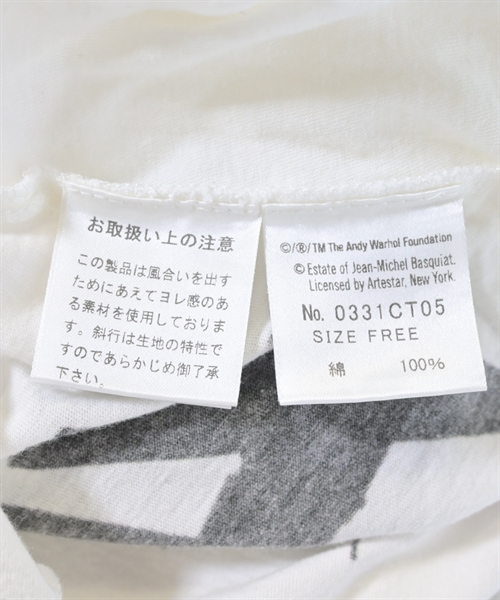 お取扱い上の注意
この製品は風合いを出す
ためにあえてヨレ感のあ
る素材を使用しておりま
す。斜行は生地の特性で
すのであらかじめ御了承
下さい。
©/®/TM The Andy Warhol Foundation
© Estate of Jean-Michel Basquiat.
Licensed by Artestar, New York.
No. 0331CT05
SIZE FREE
綿 100%